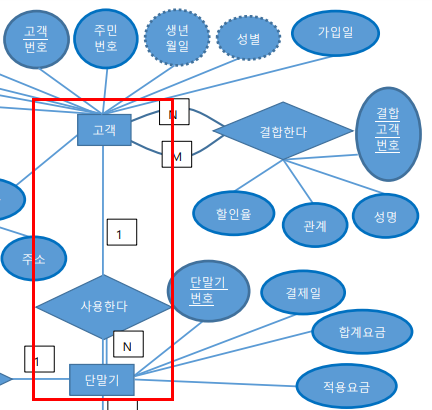 고객
번호
주민
번호
생년
월일
성별
가입일
고객
N
M
결합한다
결합
고객
번호
할인율
관계
성명
1
주소
사용한다
단말기
번호
결제일
합계요금
N
1
단말기
적용요금